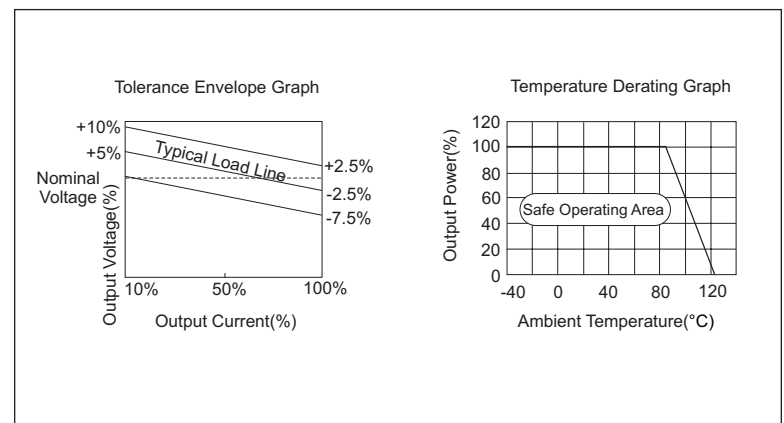 Tolerance Envelope Graph
+10%
+5%
Nominal
Voltage
Output Voltage(%)
Typical Load Line
+2.5%
-2.5%
-7.5%
10%
50%
100%
Output Current(%)
Temperature Derating Graph
Output Power(%)
120
100
80
60
40
20
0
Safe Operating Area
-40
0
40
80
120
Ambient Temperature(°C)